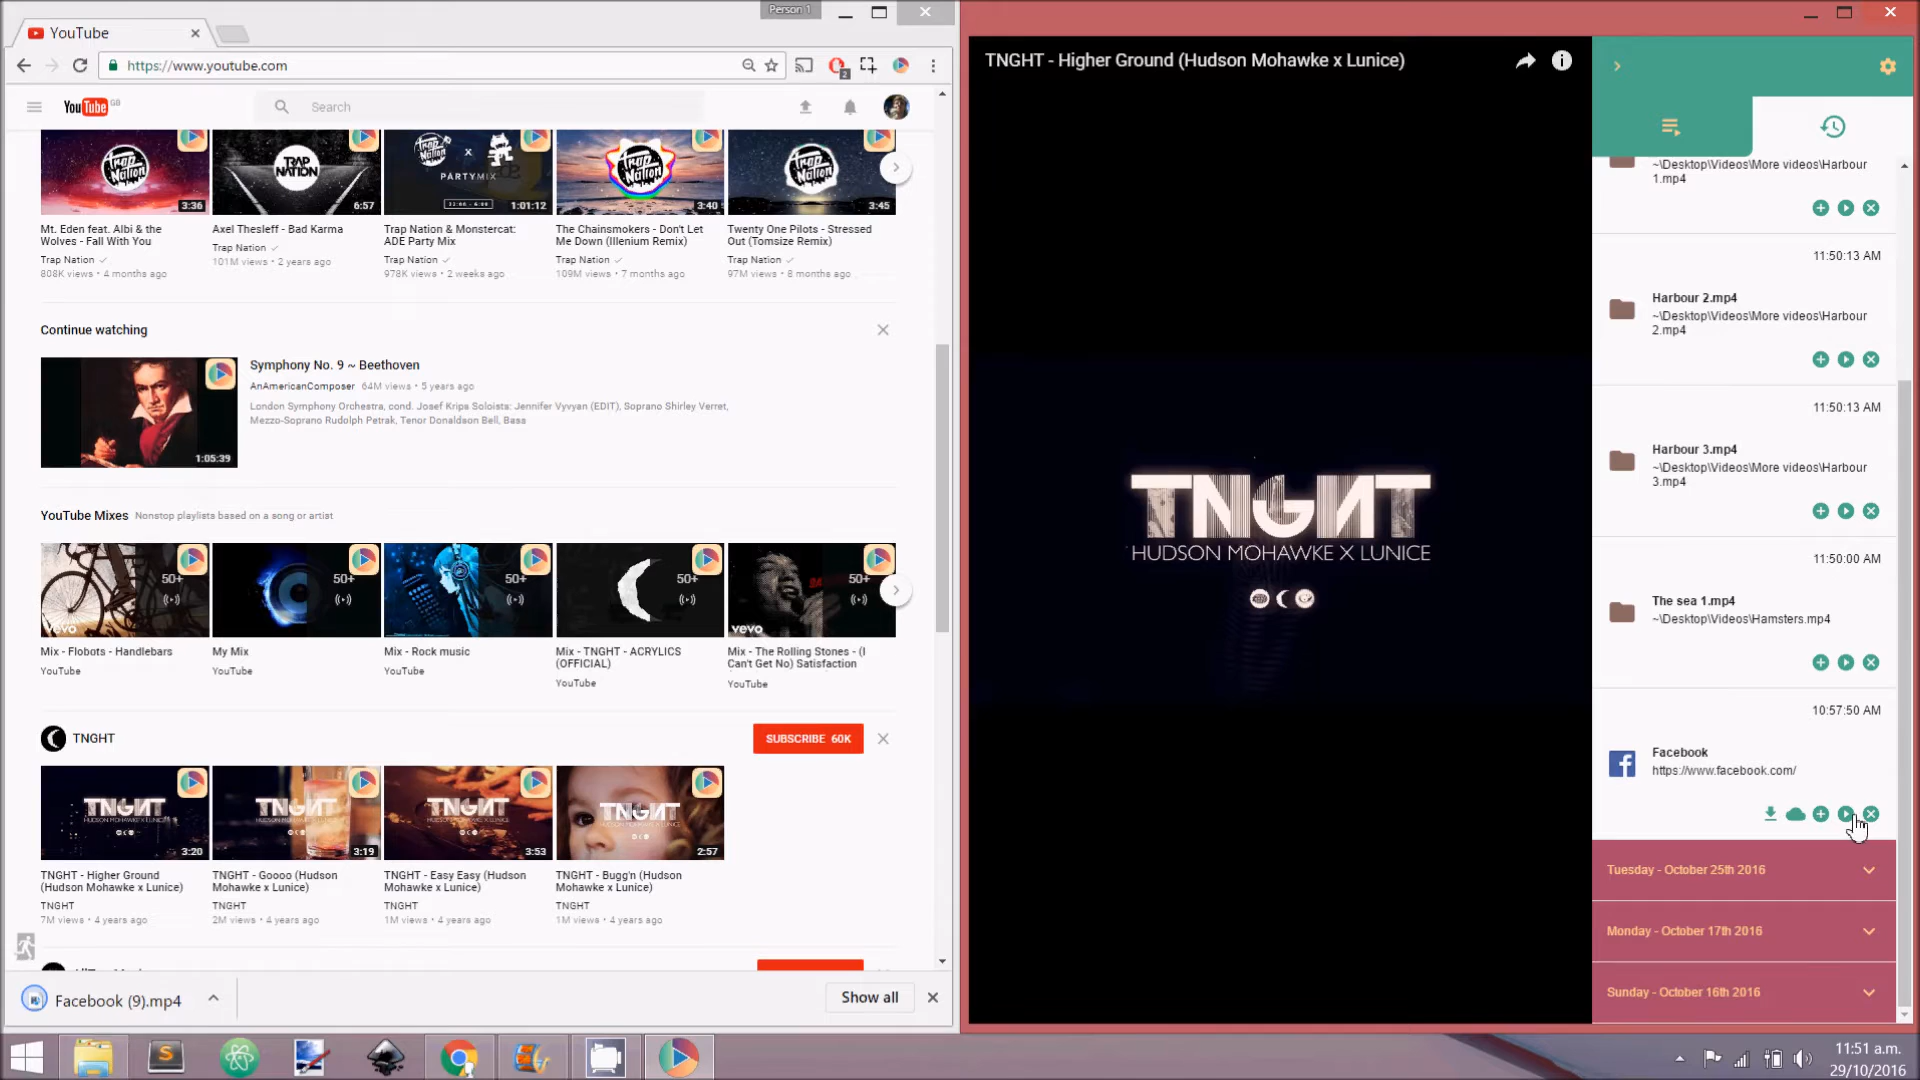 Person 1
YouTube
https://www.youtube.com
2
YouTube GB
Search
TRAP NATION
PARTYMIX
3:36
6:57
1:01:12
3:40
3:45
Mt. Eden feat. Albi & the Wolves - Fall With You
Trap Nation
808K views • 4 months ago
Axel Thesleff - Bad Karma
Trap Nation
101M views • 2 years ago
Trap Nation & Monstercat: ADE Party Mix
Trap Nation
978K views • 2 weeks ago
The Chainsmokers - Don't Let Me Down (Illenium Remix)
Trap Nation
109M views • 7 months ago
Twenty One Pilots - Stressed Out (Tomsize Remix)
Trap Nation
97M views • 8 months ago
Continue watching
1:05:39
Symphony No. 9 ~ Beethoven
AnAmericanComposer 64M views • 5 years ago
London Symphony Orchestra, cond. Josef Krips Soloists: Jennifer Vyvyan (EDIT), Soprano Shirley Verret,
Mezzo-Soprano Rudolph Petrak, Tenor Donaldson Bell, Bass
YouTube Mixes Nonstop playlists based on a song or artist
50+
50+
50+
50+
50+
vevo
vevo
Mix - Flobots - Handlebars
YouTube
My Mix
YouTube
Mix - Rock music
YouTube
Mix - TNGHT - ACRYLICS (OFFICIAL)
YouTube
Mix - The Rolling Stones - (I Can't Get No) Satisfaction
YouTube
TNGHT
SUBSCRIBE 60K
3:20
3:19
3:53
2:57
TNGHT - Higher Ground (Hudson Mohawke x Lunice)
TNGHT
7M views • 4 years ago
TNGHT - Goooo (Hudson Mohawke x Lunice)
TNGHT
2M views • 4 years ago
TNGHT - Easy Easy (Hudson Mohawke x Lunice)
TNGHT
1M views • 4 years ago
TNGHT - Bugg'n (Hudson Mohawke x Lunice)
TNGHT
1M views • 4 years ago
Facebook (9).mp4
Show all
TNGHT - Higher Ground (Hudson Mohawke x Lunice)
TNGHT
HUDSON MOHAWKE X LUNICE
~\Desktop\Videos\More videos\Harbour
1.mp4
11:50:13 AM
Harbour 2.mp4
~\Desktop\Videos\More videos\Harbour
2.mp4
11:50:13 AM
Harbour 3.mp4
~\Desktop\Videos\More videos\Harbour
3.mp4
11:50:00 AM
The sea 1.mp4
~\Desktop\Videos\Hamsters.mp4
10:57:50 AM
Facebook
https://www.facebook.com/
Tuesday - October 25th 2016
Monday - October 17th 2016
Sunday - October 16th 2016
11:51 a.m.
29/10/2016